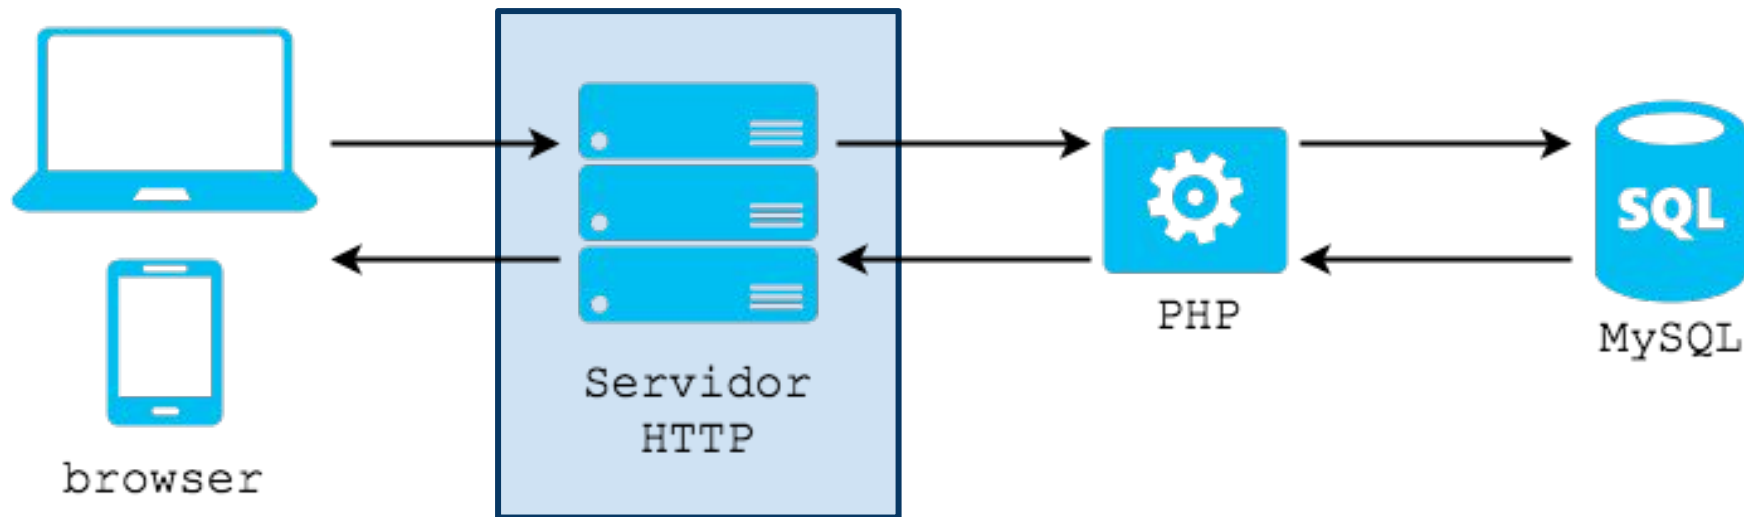 browser
Servidor
HTTP
PHP
SQL
MySQL